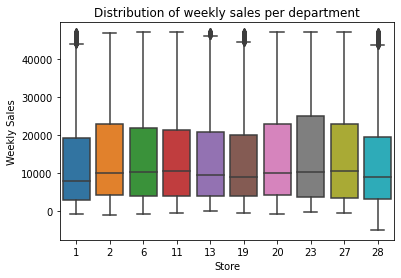 Distribution of weekly sales per department
Weekly Sales
40000
30000
20000
10000
0
1 2 6 11 13 19 20 23 27 28
Store